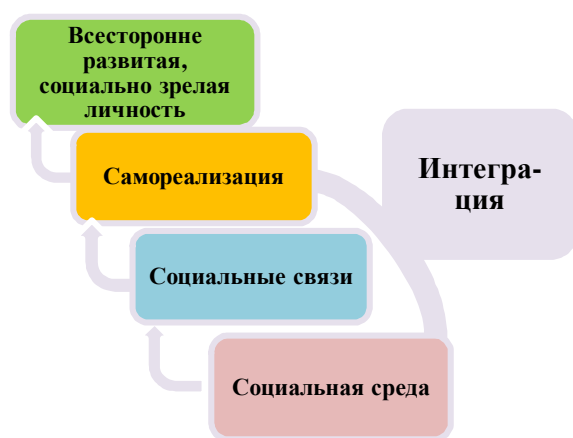 Всесторонне
развитая,
социально зрелая
личность
Самореализация
Интегра-
ция
Социальные связи
Социальная среда